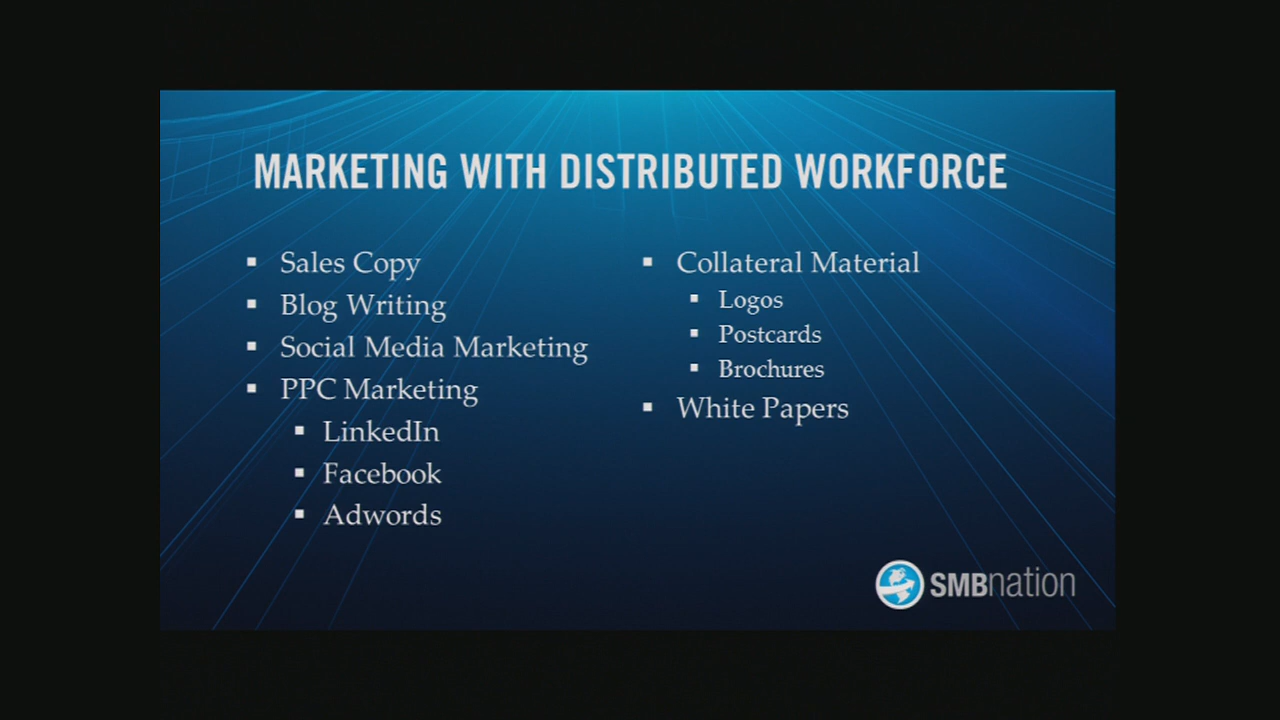 MARKETING WITH DISTRIBUTED WORKFORCE
Sales Copy
Blog Writing
Social Media Marketing
PPC Marketing
LinkedIn
Facebook
Adwords
Collateral Material
Logos
Postcards
Brochures
White Papers
SMBnation